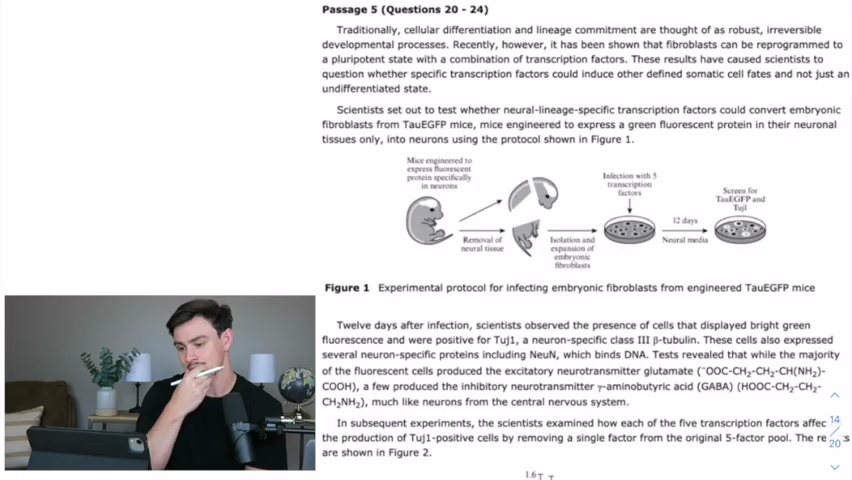 Passage 5 (Questions 20 - 24)
Traditionally, cellular differentiation and lineage commitment are thought of as robust, irreversible
developmental processes. Recently, however, it has been shown that fibroblasts can be reprogrammed to
a pluripotent state with a combination of transcription factors. These results have caused scientists to
question whether specific transcription factors could induce other defined somatic cell fates and not just an
undifferentiated state.
Scientists set out to test whether neural-lineage-specific transcription factors could convert embryonic
fibroblasts from TauEGFP mice, mice engineered to express a green fluorescent protein in their neuronal
tissues only, into neurons using the protocol shown in Figure 1.
Mice engineered to
express fluorescent
protein specifically
in neurons
Removal of
neural tissue
Isolation and
expansion of
embryonic
fibroblasts
Infection with 5
transcription
factors
12 days
Neural media
Screen for
TauEGFP and
Tuj1
Figure 1 Experimental protocol for infecting embryonic fibroblasts from engineered TauEGFP mice
Twelve days after infection, scientists observed the presence of cells that displayed bright green
fluorescence and were positive for Tuj1, a neuron-specific class III β-tubulin. These cells also expressed
several neuron-specific proteins including NeuN, which binds DNA. Tests revealed that while the majority
of the fluorescent cells produced the excitatory neurotransmitter glutamate (⁻OOC-CH₂-CH₂-CH(NH₂)-
COOH), a few produced the inhibitory neurotransmitter γ-aminobutyric acid (GABA) (HOOC-CH₂-CH₂-
CH₂NH₂), much like neurons from the central nervous system.
In subsequent experiments, the scientists examined how each of the five transcription factors affec
the production of Tuj1-positive cells by removing a single factor from the original 5-factor pool. The re s
are shown in Figure 2.
14
20
1.6